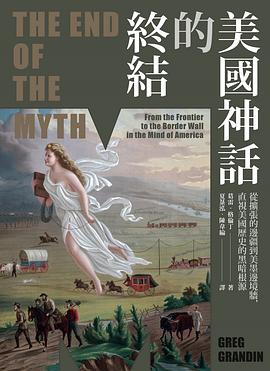 THE END
OF
THE
MYTH
From the Frontier
to the Border Wall
in the Mind of America
美國神話
的
終結
從擴張的邊疆到美墨邊境牆，
直視美國歷史的黑暗根源
葛雷・格倫丁 著
夏菉泓・陳韋綸 譯
GREG
GRANDIN